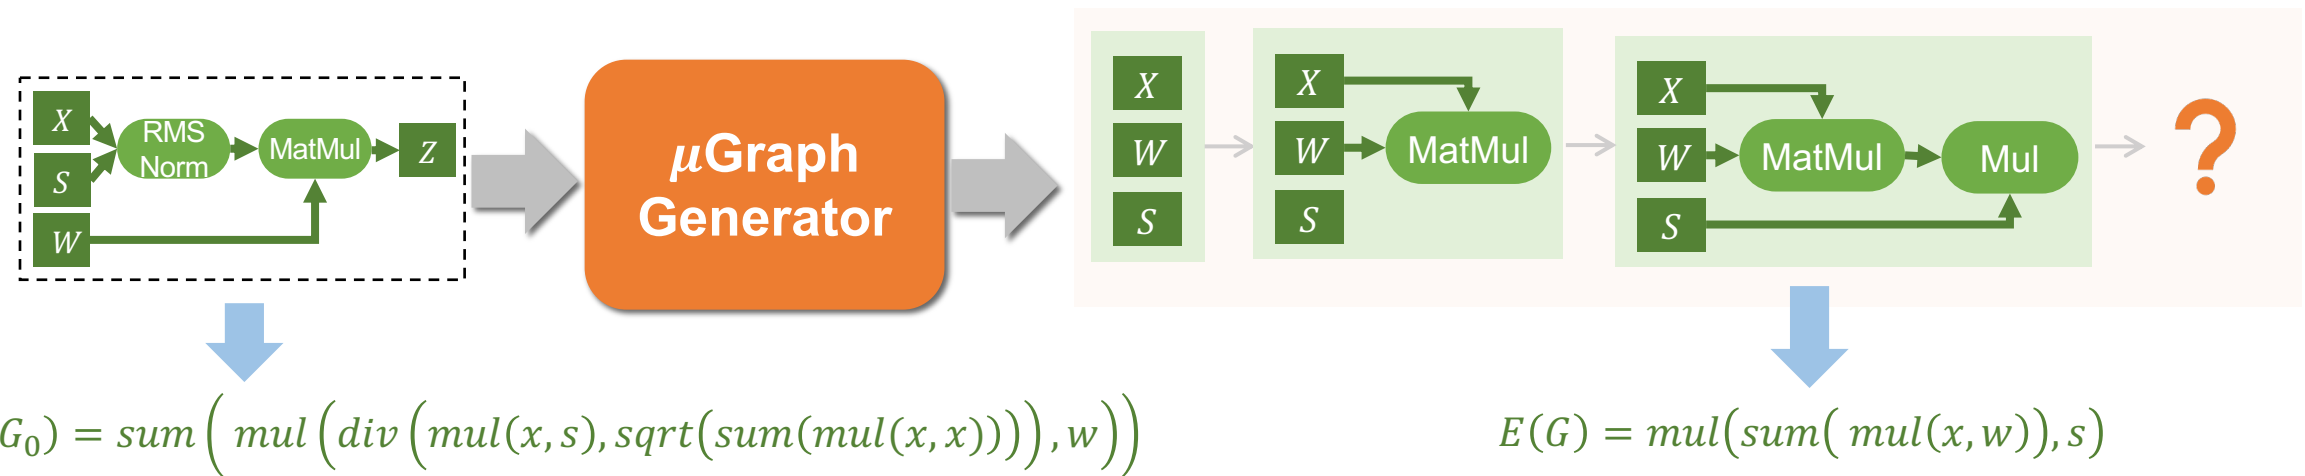 X
S
W
RMS
Norm
MatMul
Z
μGraph
Generator
X
W
S
X
W
S
MatMul
X
W
S
MatMul
Mul
?
G₀) = sum( mul(div(mul(x, s), sqrt(sum(mul(x, x)))), w))
E(G) = mul(sum( mul(x, w)), s)